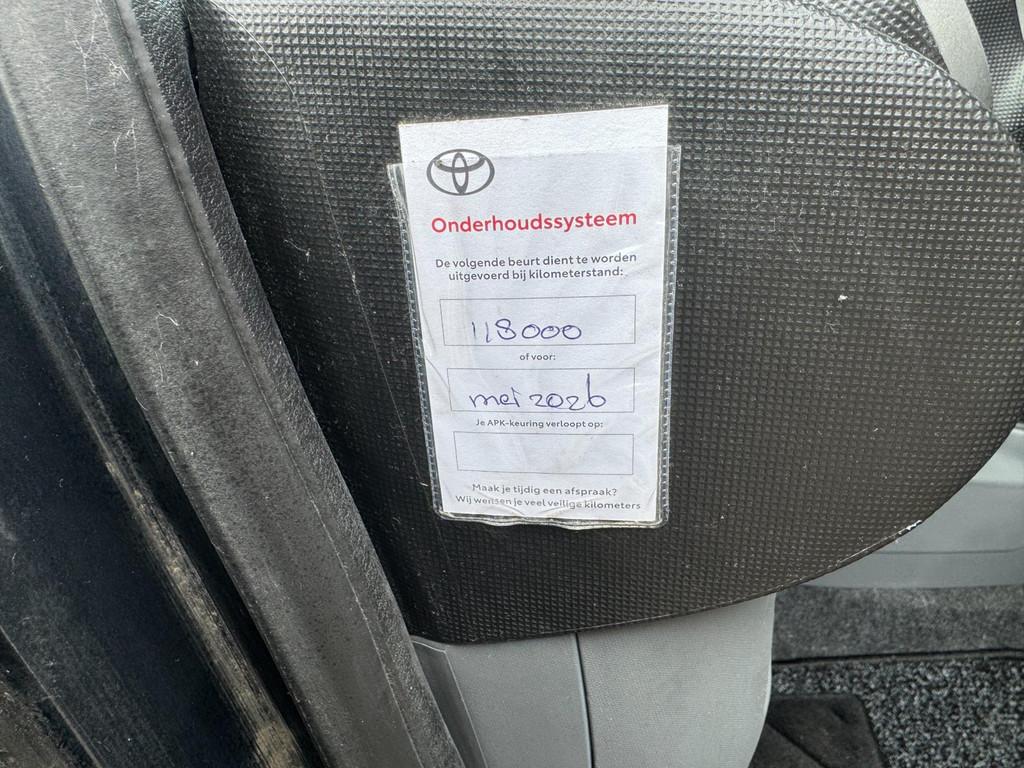 Onderhoudssysteem
De volgende beurt dient te worden
uitgevoerd bij kilometerstand:
118000
of voor:
mei 2026
Je APK-keuring verloopt op:
Maak je tijdig een afspraak?
Wij wensen je veel veilige kilometers